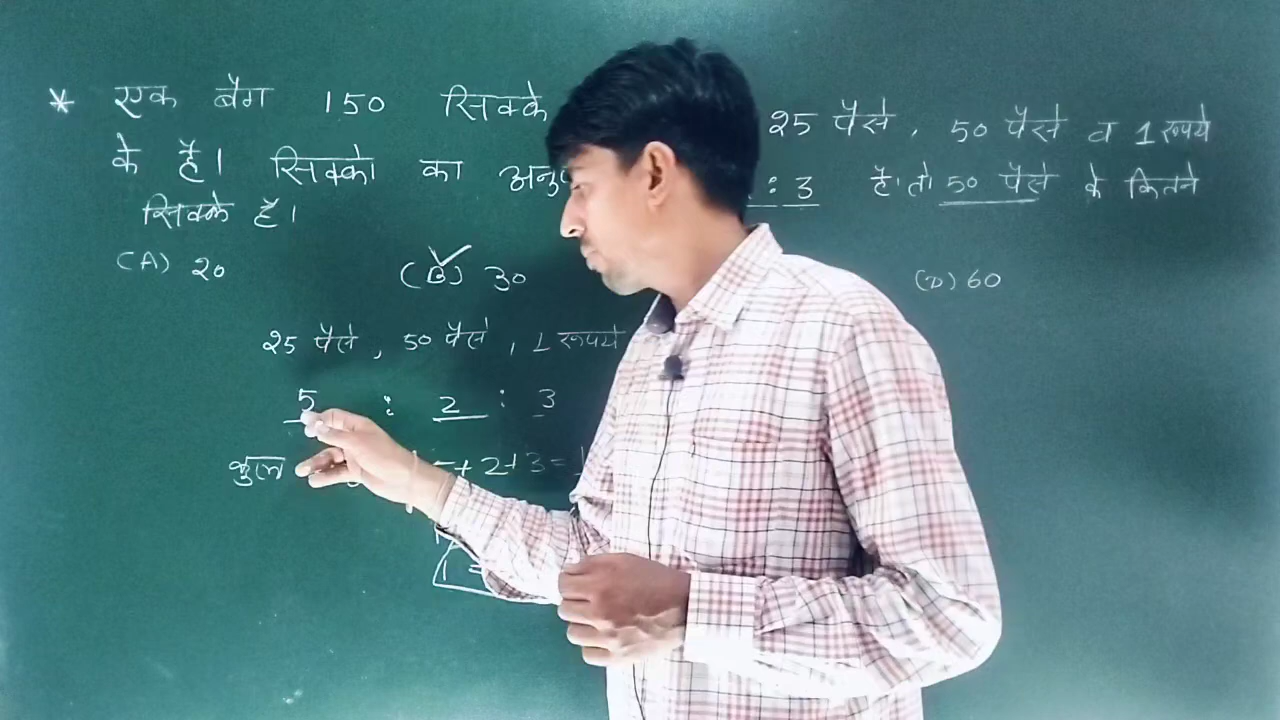 * एक बैग 150 सिक्के 25 पैसे, 50 पैसे व 1 रूपये
के है। सिक्को का : 3 है। तो 50 पैसे के कितने
सिक्के है।
(A) 20 (B) 30 (D) 60
25 पैसे, 50 पैसे, 1 रूपये
5 : 2 : 3
कुल + 2+3=